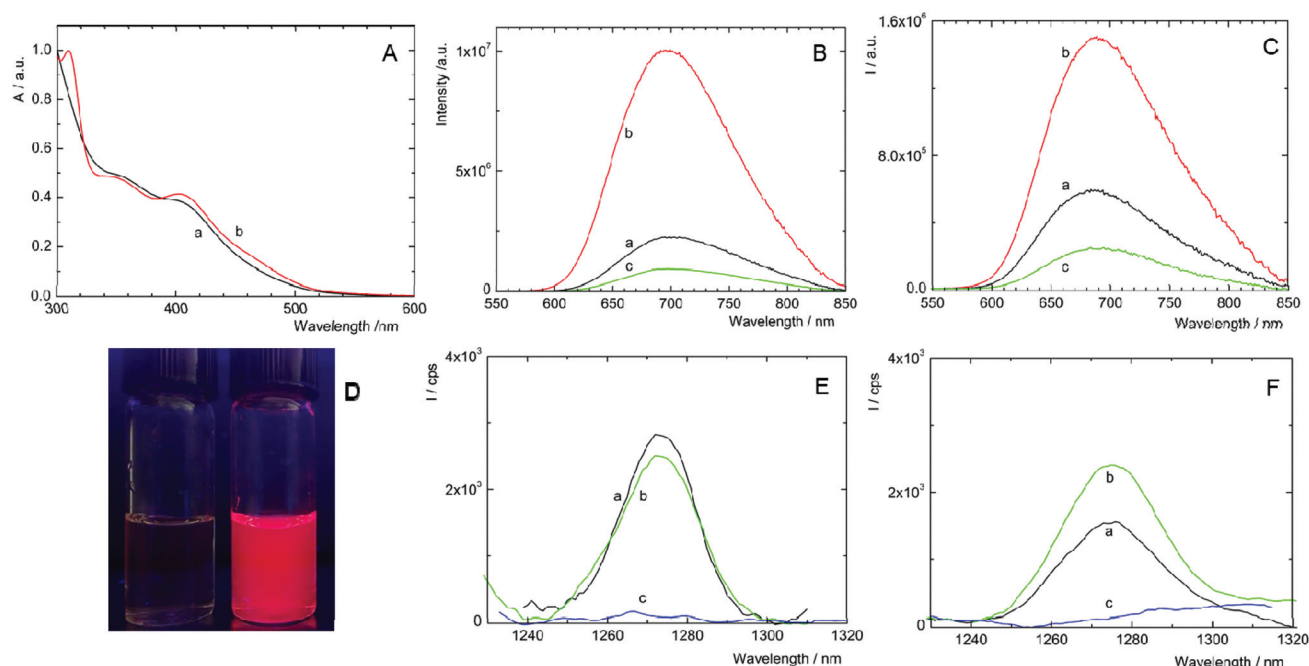 A
A / a.u.
1.0
0.8
0.6
0.4
0.2
0.0
a
b
300
400
500
600
Wavelength /nm
B
Intensity /a.u.
1x10⁷
5x10⁶
0
b
a
c
550
600
650
700
750
800
850
Wavelength / nm
C
I / a.u.
1.6x10⁶
8.0x10⁵
0.0
b
a
c
550
600
650
700
750
800
850
Wavelength / nm
D
E
I / cps
4x10³
2x10³
0
a b
c
1240
1260
1280
1300
1320
Wavelength / nm
F
I / cps
4x10³
2x10³
0
b
a
c
1240
1260
1280
1300
1320
Wavelength / nm